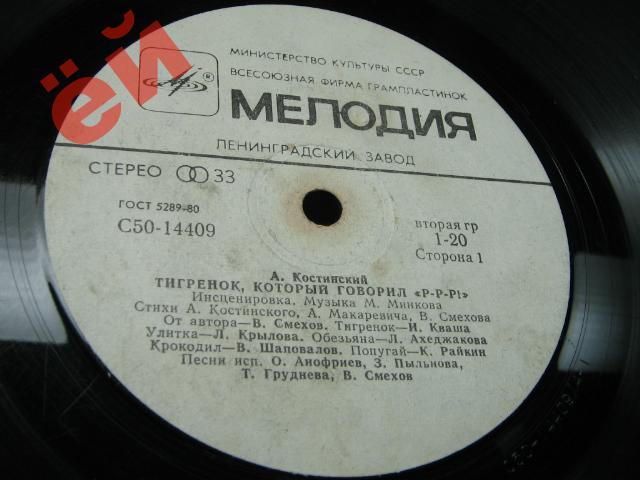 ёй
МИНИСТЕРСТВО КУЛЬТУРЫ СССР
ВСЕСОЮЗНАЯ ФИРМА ГРАМПЛАСТИНОК
МЕЛОДИЯ
ЛЕНИНГРАДСКИЙ ЗАВОД
СТЕРЕО 33
ГОСТ 5289-80
С50-14409
вторая гр
1-20
Сторона 1
А. Костинский
ТИГРЕНОК, КОТОРЫЙ ГОВОРИЛ «Р-Р-Р!»
Инсценировка. Музыка М. Минкова
Стихи А. Костинского, А. Макаревича, В. Смехова
От автора—В. Смехов. Тигренок—И. Кваша
Улитка—Л. Крылова. Обезьяна—Л. Ахеджакова
Крокодил—В. Шаповалов. Попугай—К. Райкин
Песни исп. О. Анофриев, З. Пыльнова,
Т. Груднева, В. Смехов